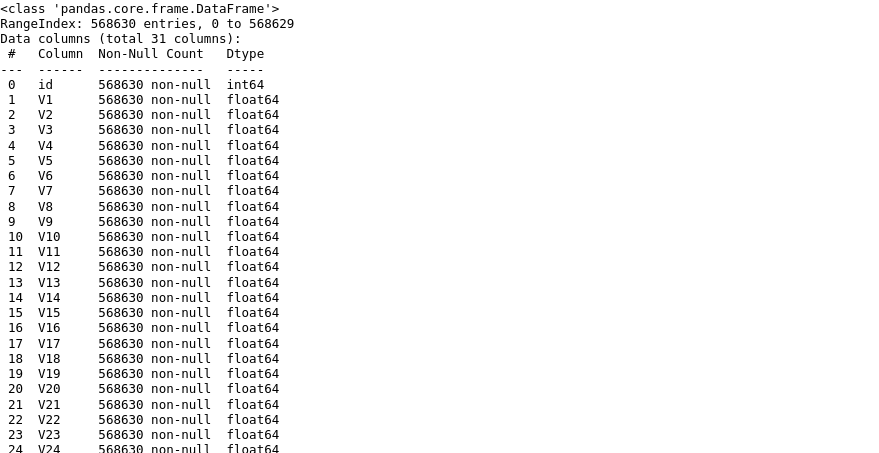 <class 'pandas.core.frame.DataFrame'>
RangeIndex: 568630 entries, 0 to 568629
Data columns (total 31 columns):
 #   Column  Non-Null Count   Dtype
---  ------  --------------   -----
 0   id      568630 non-null  int64
 1   V1      568630 non-null  float64
 2   V2      568630 non-null  float64
 3   V3      568630 non-null  float64
 4   V4      568630 non-null  float64
 5   V5      568630 non-null  float64
 6   V6      568630 non-null  float64
 7   V7      568630 non-null  float64
 8   V8      568630 non-null  float64
 9   V9      568630 non-null  float64
 10  V10     568630 non-null  float64
 11  V11     568630 non-null  float64
 12  V12     568630 non-null  float64
 13  V13     568630 non-null  float64
 14  V14     568630 non-null  float64
 15  V15     568630 non-null  float64
 16  V16     568630 non-null  float64
 17  V17     568630 non-null  float64
 18  V18     568630 non-null  float64
 19  V19     568630 non-null  float64
 20  V20     568630 non-null  float64
 21  V21     568630 non-null  float64
 22  V22     568630 non-null  float64
 23  V23     568630 non-null  float64
 24  V24     568630 non-null  float64